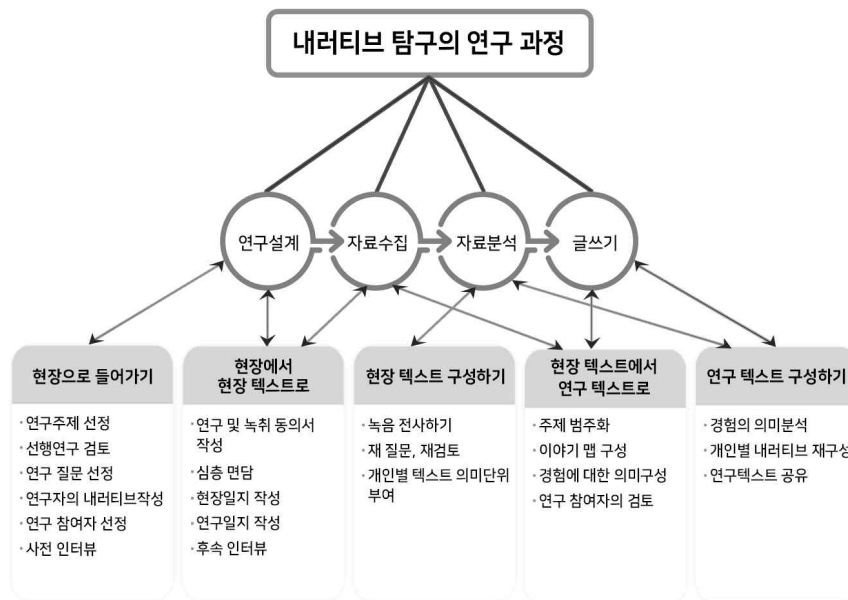 내러티브 탐구의 연구 과정
연구설계
자료수집
자료분석
글쓰기
현장으로 들어가기
·연구주제 선정
·선행연구 검토
·연구 질문 선정
·연구자의 내러티브작성
·연구 참여자 선정
·사전 인터뷰
현장에서
현장 텍스트로
·연구 및 녹취 동의서
작성
·심층 면담
·현장일지 작성
·연구일지 작성
·후속 인터뷰
현장 텍스트 구성하기
·녹음 전사하기
·재 질문, 재검토
·개인별 텍스트 의미단위
부여
현장 텍스트에서
연구 텍스트로
·주제 범주화
·이야기 맵 구성
·경험에 대한 의미구성
·연구 참여자의 검토
연구 텍스트 구성하기
·경험의 의미분석
·개인별 내러티브 재구성
·연구텍스트 공유